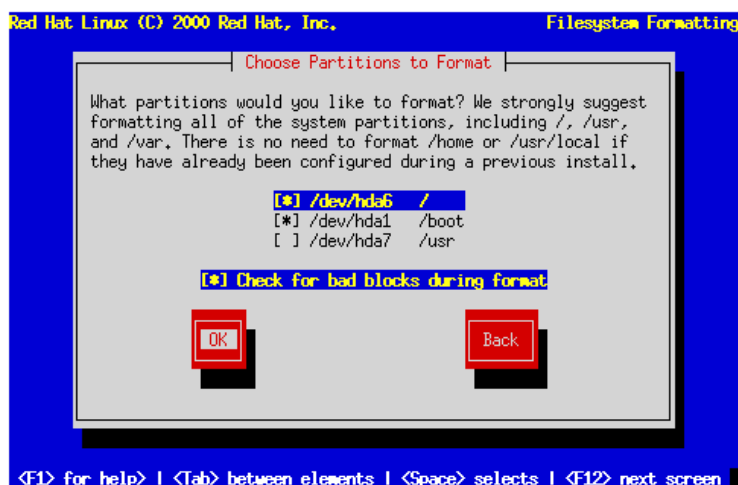 Red Hat Linux (C) 2000 Red Hat, Inc. Filesystem Formatting
Choose Partitions to Format
What partitions would you like to format? We strongly suggest
formatting all of the system partitions, including /, /usr,
and /var. There is no need to format /home or /usr/local if
they have already been configured during a previous install.
[*] /dev/hda6 /
[*] /dev/hda1 /boot
[ ] /dev/hda7 /usr
[*] Check for bad blocks during format
OK Back
<F1> for help> | <Tab> between elements | <Space> selects | <F12> next screen